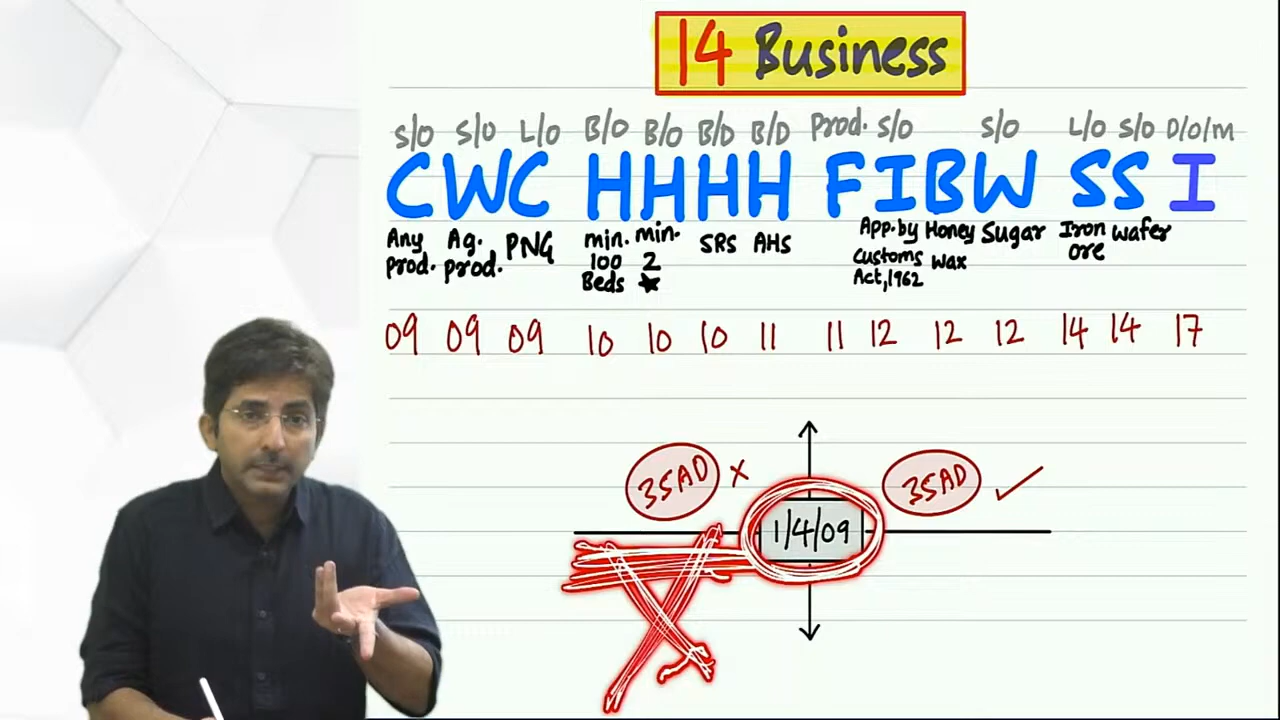 14 Business
S/O S/O L/O B/O B/O B/D B/D Prod. S/O S/O L/O S/O D/O/M
CWC HHHH FIBW SS I
Any Prod. Ag. prod. PNG min. 100 Beds min. 2 ★ SRS AHS App. by Customs Act, 1962 Honey Wax Sugar Iron ore Wafer
09 09 09 10 10 10 11 11 12 12 12 14 14 17
35AD x 35AD ✓
1/4/09